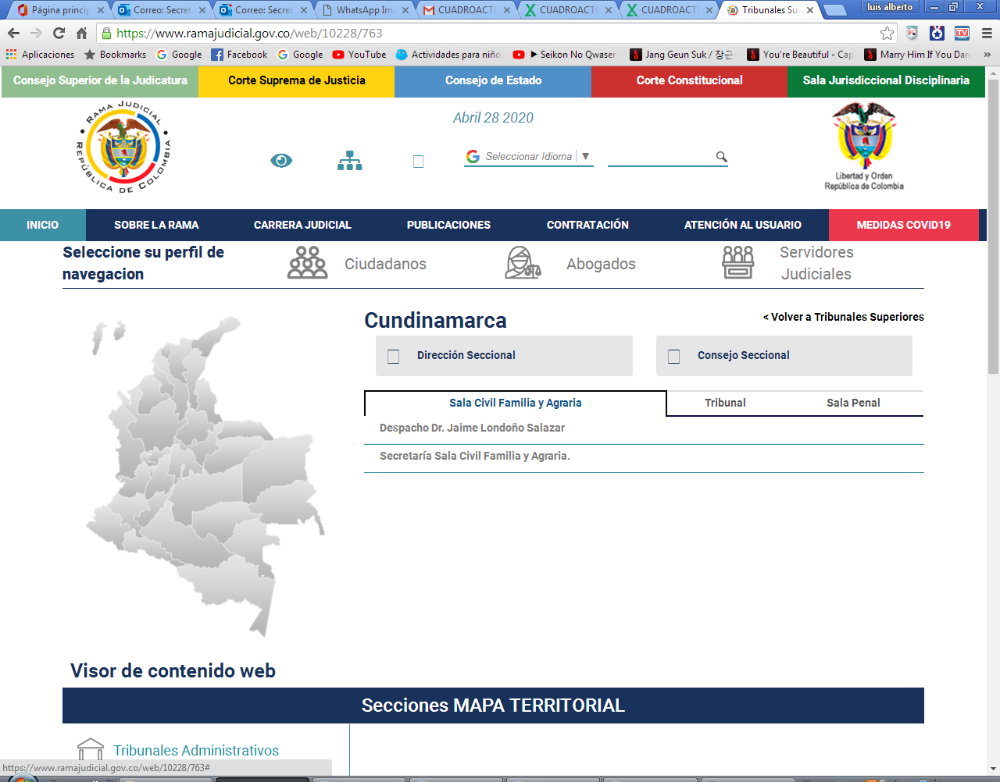 Página princip
Correo: Secret
Correo: Secret
WhatsApp Im
CUADROACTU
CUADROACTU
CUADROACTU
Tribunales Su
luis alberto
https://www.ramajudicial.gov.co/web/10228/763
Aplicaciones
Bookmarks
Google
Facebook
Google
YouTube
Actividades para niño
▶ Seikon No Qwaser
Jang Geun Suk / 장근
You're Beautiful - Cap
Marry Him If You Dare
»
Consejo Superior de la Judicatura
Corte Suprema de Justicia
Consejo de Estado
Corte Constitucional
Sala Jurisdiccional Disciplinaria
RAMA JUDICIAL
REPÚBLICA DE COLOMBIA
Abril 28 2020
Seleccionar Idioma ▼
Libertad y Orden
República de Colombia
INICIO
SOBRE LA RAMA
CARRERA JUDICIAL
PUBLICACIONES
CONTRATACIÓN
ATENCIÓN AL USUARIO
MEDIDAS COVID19
Seleccione su perfil de
navegacion
Ciudadanos
Abogados
Servidores
Judiciales
Cundinamarca
< Volver a Tribunales Superiores
Dirección Seccional
Consejo Seccional
Sala Civil Familia y Agraria
Tribunal
Sala Penal
Despacho Dr. Jaime Londoño Salazar
Secretaría Sala Civil Familia y Agraria.
Visor de contenido web
Secciones MAPA TERRITORIAL
Tribunales Administrativos
https://www.ramajudicial.gov.co/web/10228/763#